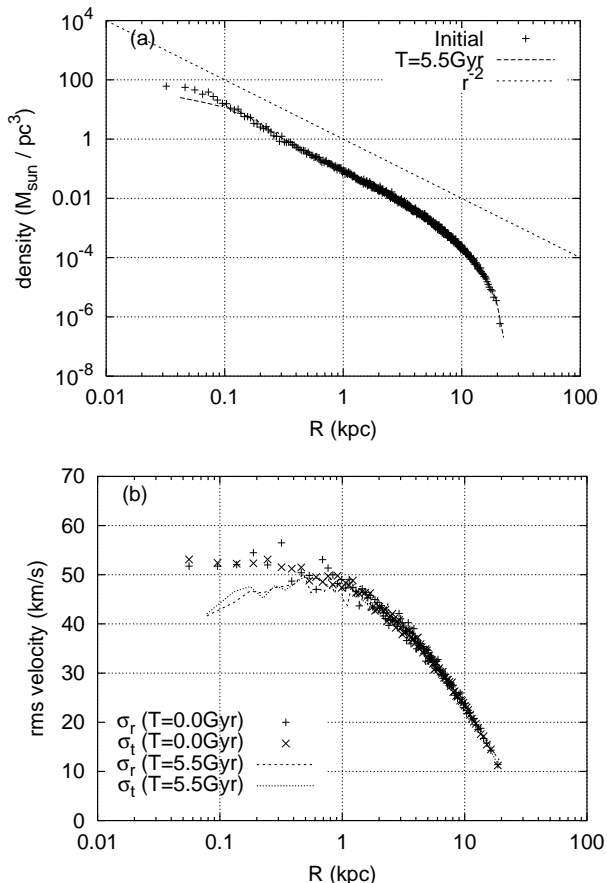 (a)
Initial
T=5.5Gyr
r^-2
10^4
100
1
0.01
10^-4
10^-6
10^-8
density (M_sun / pc^3)
0.01 0.1 1 10 100
R (kpc)
(b)
70
60
50
40
30
20
10
0
rms velocity (km/s)
σ_r (T=0.0Gyr)
σ_t (T=0.0Gyr)
σ_r (T=5.5Gyr)
σ_t (T=5.5Gyr)
0.01 0.1 1 10 100
R (kpc)